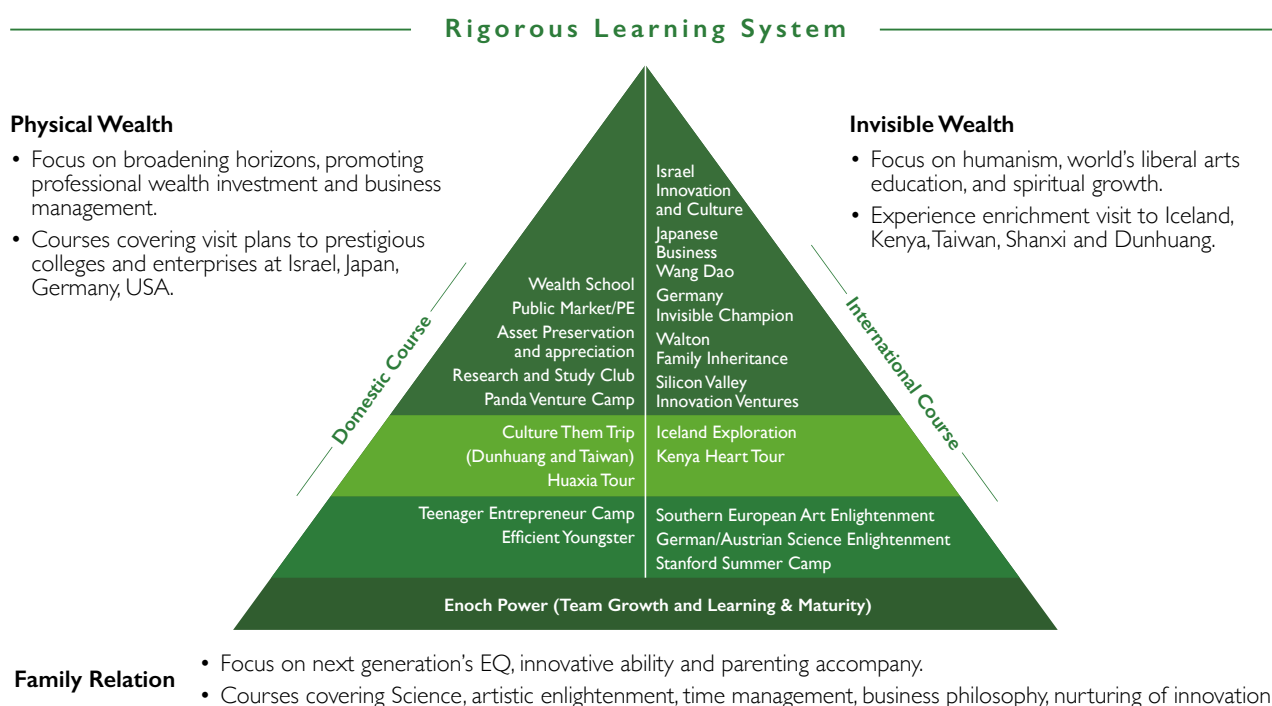 Rigorous Learning System
Physical Wealth
• Focus on broadening horizons, promoting
professional wealth investment and business
management.
• Courses covering visit plans to prestigious
colleges and enterprises at Israel, Japan,
Germany, USA.
Invisible Wealth
• Focus on humanism, world's liberal arts
education, and spiritual growth.
• Experience enrichment visit to Iceland,
Kenya, Taiwan, Shanxi and Dunhuang.
Domestic Course
International Course
Wealth School
Public Market/PE
Asset Preservation
and appreciation
Research and Study Club
Panda Venture Camp
Israel
Innovation
and Culture
Japanese
Business
Wang Dao
Germany
Invisible Champion
Walton
Family Inheritance
Silicon Valley
Innovation Ventures
Culture Them Trip
(Dunhuang and Taiwan)
Huaxia Tour
Iceland Exploration
Kenya Heart Tour
Teenager Entrepreneur Camp
Efficient Youngster
Southern European Art Enlightenment
German/Austrian Science Enlightenment
Stanford Summer Camp
Enoch Power (Team Growth and Learning & Maturity)
Family Relation
• Focus on next generation's EQ, innovative ability and parenting accompany.
• Courses covering Science, artistic enlightenment, time management, business philosophy, nurturing of innovation